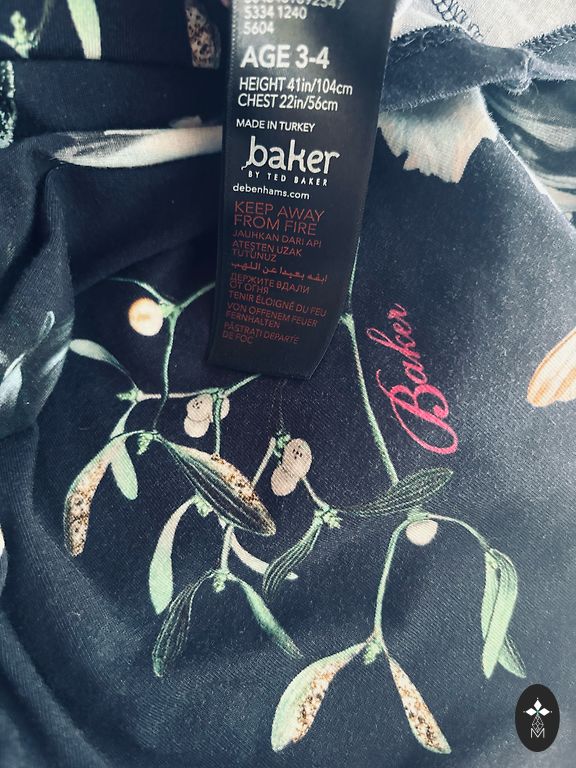 S334 1240
5604
AGE 3-4
HEIGHT 41in/104cm
CHEST 22in/56cm
MADE IN TURKEY
baker
BY TED BAKER
debenhams.com
KEEP AWAY
FROM FIRE
JAUHKAN DARI API
ATEŞTEN UZAK
TUTUNUZ
ابقه بعيدا عن اللهب
ДЕРЖИТЕ ВДАЛИ
ОТ ОГНЯ
TENIR ÉLOIGNÉ DU FEU
VON OFFENEM FEUER
FERNHALTEN
PĂSTRAȚI DEPARTE
DE FOC
Baker
M